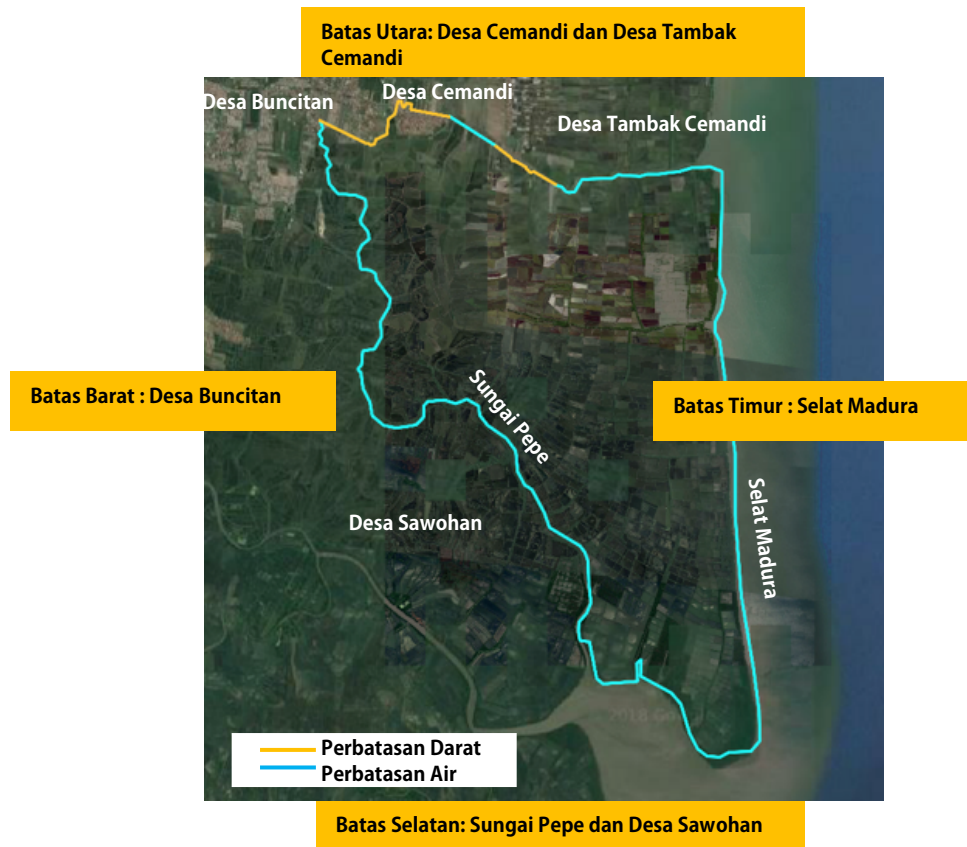 Batas Utara: Desa Cemandi dan Desa Tambak
Cemandi
Desa Cemandi
Desa Buncitan
Desa Tambak Cemandi
Sungai Pepe
Batas Barat : Desa Buncitan
Batas Timur : Selat Madura
Selat Madura
Desa Sawohan
Perbatasan Darat
Perbatasan Air
Batas Selatan: Sungai Pepe dan Desa Sawohan